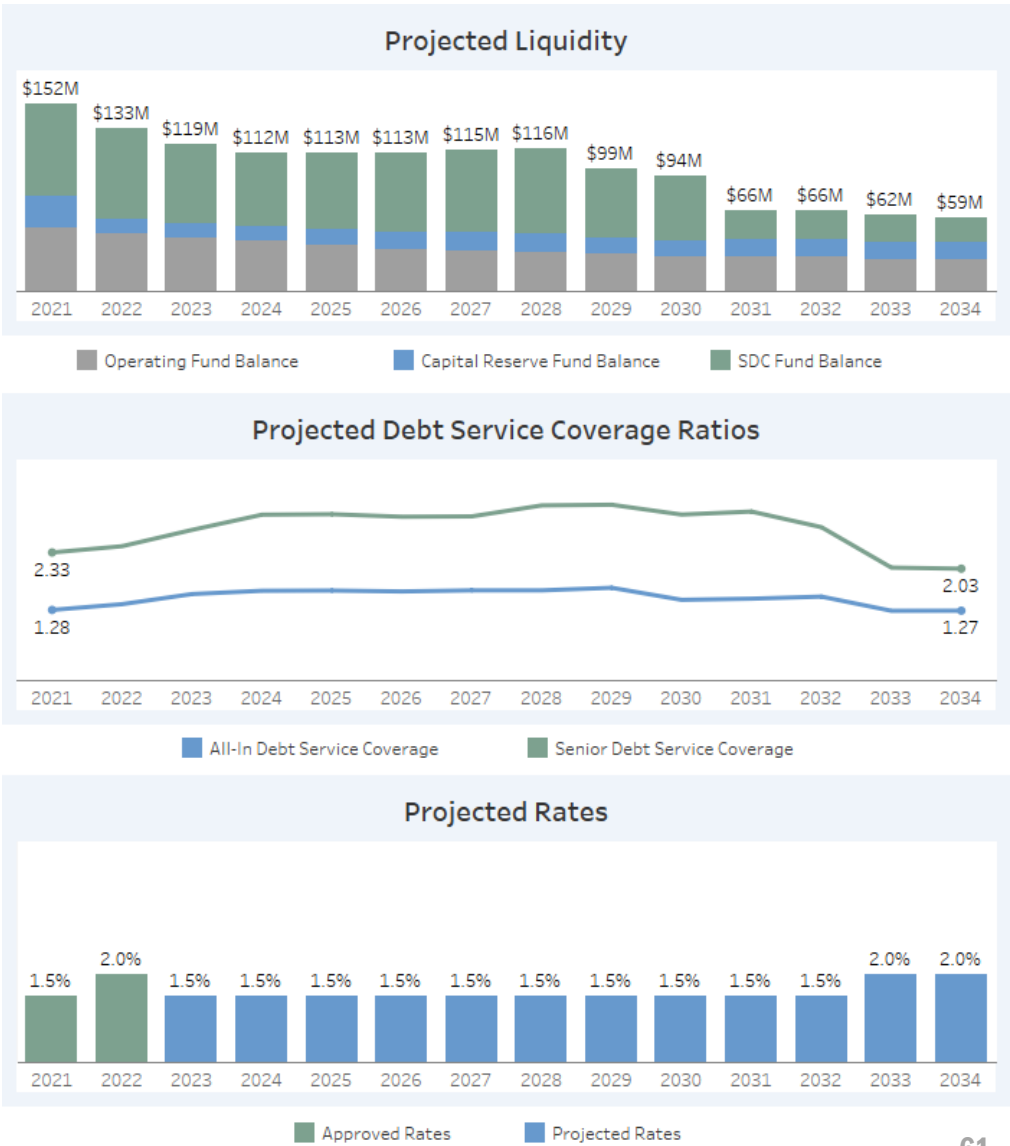 Projected Liquidity
$152M
$133M
$119M
$112M $113M $113M $115M $116M
$99M
$94M
$66M $66M $62M $59M
2021 2022 2023 2024 2025 2026 2027 2028 2029 2030 2031 2032 2033 2034
Operating Fund Balance Capital Reserve Fund Balance SDC Fund Balance
Projected Debt Service Coverage Ratios
2.33
2.03
1.28
1.27
2021 2022 2023 2024 2025 2026 2027 2028 2029 2030 2031 2032 2033 2034
All-In Debt Service Coverage Senior Debt Service Coverage
Projected Rates
1.5% 2.0% 1.5% 1.5% 1.5% 1.5% 1.5% 1.5% 1.5% 1.5% 1.5% 1.5% 2.0% 2.0%
2021 2022 2023 2024 2025 2026 2027 2028 2029 2030 2031 2032 2033 2034
Approved Rates Projected Rates